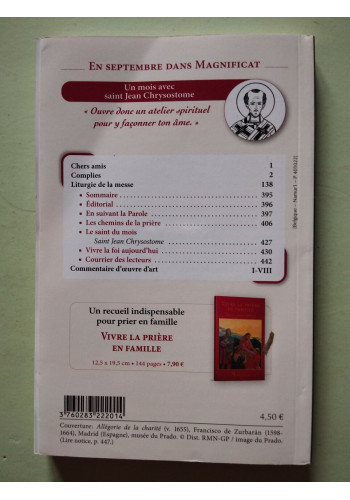 EN SEPTEMBRE DANS MAGNIFICAT
Un mois avec
saint Jean Chrysostome
« Ouvre donc un atelier spirituel
pour y façonner ton âme. »
Chers amis 1
Complies 2
Liturgie de la messe 138
• Sommaire 395
• Éditorial 396
• En suivant la Parole 397
• Les chemins de la prière 406
• Le saint du mois
Saint Jean Chrysostome 427
• Vivre la foi aujourd'hui 430
• Courrier des lecteurs 442
Commentaire d'œuvre d'art I-VIII
Un recueil indispensable
pour prier en famille
VIVRE LA PRIÈRE
EN FAMILLE
12,5 x 19,5 cm • 144 pages • 7,90 €
3 760283 222014
4,50 €
Couverture : Allégorie de la charité (v. 1655), Francisco de Zurbarán (1598-
1664), Madrid (Espagne), musée du Prado. © Dist. RMN-GP / image du Prado.
(Lire notice, p. 447.)